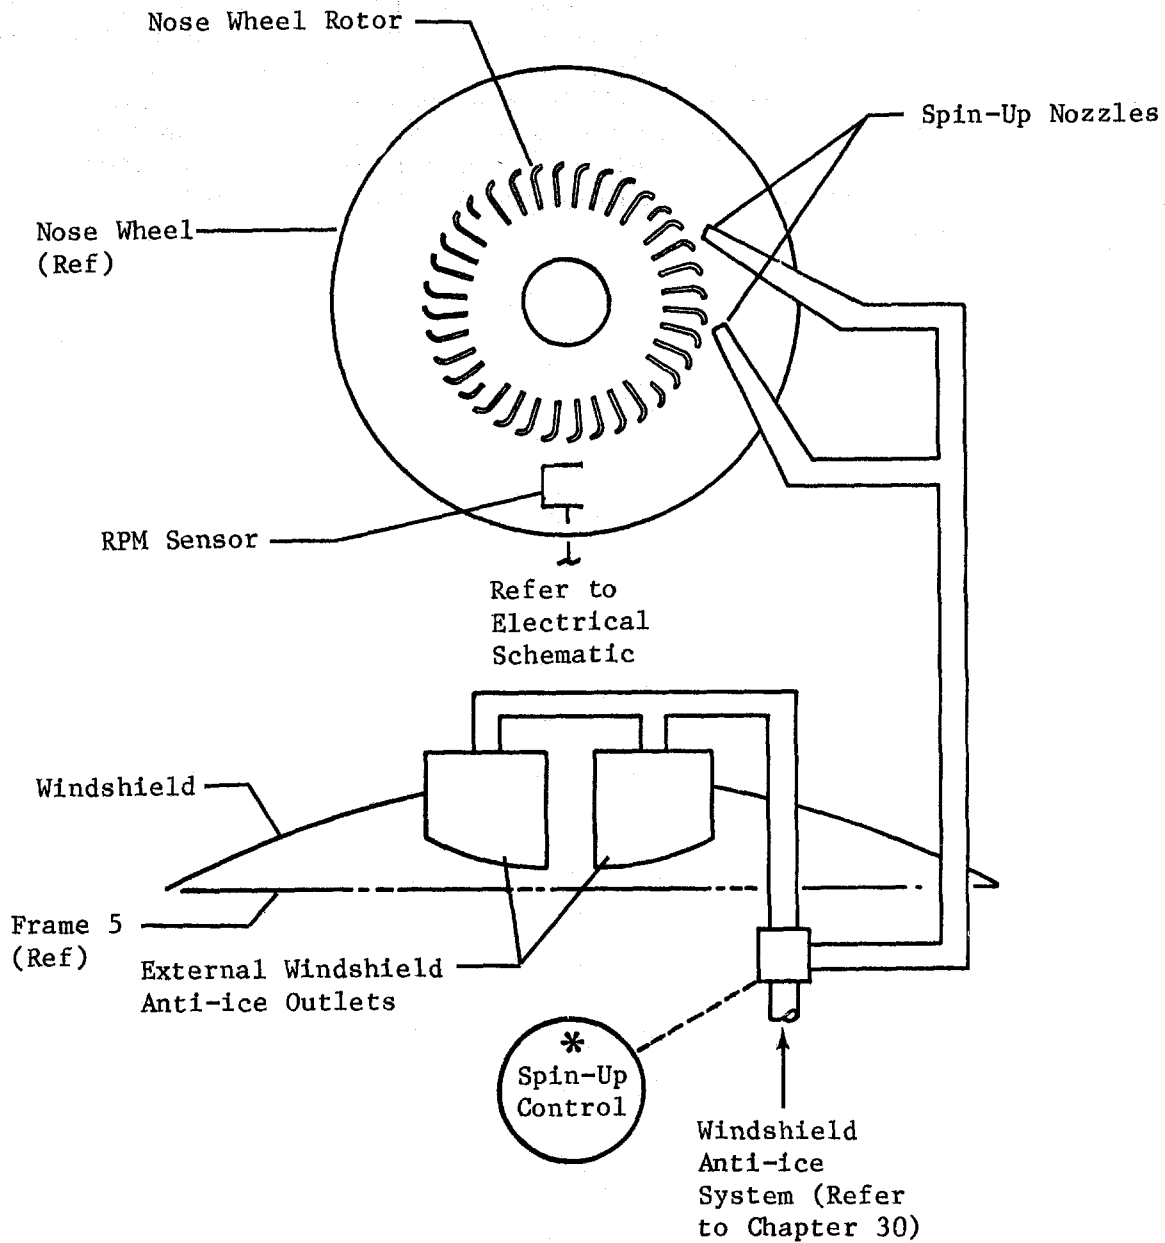 Nose Wheel Rotor
Spin-Up Nozzles
Nose Wheel
(Ref)
RPM Sensor
Refer to
Electrical
Schematic
Windshield
Frame 5
(Ref)
External Windshield
Anti-ice Outlets
*
Spin-Up
Control
Windshield
Anti-ice
System (Refer
to Chapter 30)